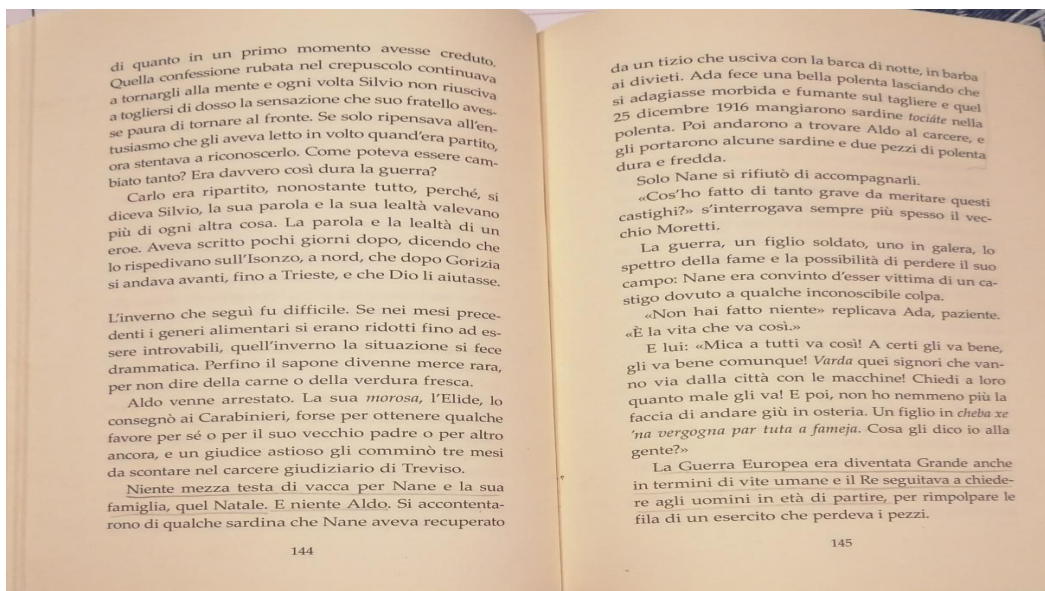 di quanto in un primo momento avesse creduto.
Quella confessione rubata nel crepuscolo continuava
a tornargli alla mente e ogni volta Silvio non riusciva
a togliersi di dosso la sensazione che suo fratello aves-
se paura di tornare al fronte. Se solo ripensava all'en-
tusiasmo che gli aveva letto in volto quand'era partito,
ora stentava a riconoscerlo. Come poteva essere cam-
biato tanto? Era davvero così dura la guerra?
Carlo era ripartito, nonostante tutto, perché, si
diceva Silvio, la sua parola e la sua lealtà valevano
più di ogni altra cosa. La parola e la lealtà di un
eroe. Aveva scritto pochi giorni dopo, dicendo che
lo rispedivano sull'Isonzo, a nord, che dopo Gorizia
si andava avanti, fino a Trieste, e che Dio li aiutasse.
L'inverno che seguì fu difficile. Se nei mesi prece-
denti i generi alimentari si erano ridotti fino ad es-
sere introvabili, quell'inverno la situazione si fece
drammatica. Perfino il sapone divenne merce rara,
per non dire della carne o della verdura fresca.
Aldo venne arrestato. La sua morosa, l'Elide, lo
consegnò ai Carabinieri, forse per ottenere qualche
favore per sé o per il suo vecchio padre o per altro
ancora, e un giudice astioso gli comminò tre mesi
da scontare nel carcere giudiziario di Treviso.
Niente mezza testa di vacca per Nane e la sua
famiglia, quel Natale. E niente Aldo. Si accontenta-
rono di qualche sardina che Nane aveva recuperato
144
da un tizio che usciva con la barca di notte, in barba
ai divieti. Ada fece una bella polenta lasciando che
si adagiasse morbida e fumante sul tagliere e quel
25 dicembre 1916 mangiarono sardine tociáte nella
polenta. Poi andarono a trovare Aldo al carcere, e
gli portarono alcune sardine e due pezzi di polenta
dura e fredda.
Solo Nane si rifiutò di accompagnarli.
«Cos'ho fatto di tanto grave da meritare questi
castighi?» s'interrogava sempre più spesso il vec-
chio Moretti.
La guerra, un figlio soldato, uno in galera, lo
spettro della fame e la possibilità di perdere il suo
campo: Nane era convinto d'esser vittima di un ca-
stigo dovuto a qualche inconoscibile colpa.
«Non hai fatto niente» replicava Ada, paziente.
«È la vita che va così.»
E lui: «Mica a tutti va così! A certi gli va bene,
gli va bene comunque! Varda quei signori che van-
no via dalla città con le macchine! Chiedi a loro
quanto male gli va! E poi, non ho nemmeno più la
faccia di andare giù in osteria. Un figlio in cheba xe
'na vergogna par tuta a fameja. Cosa gli dico io alla
gente?»
La Guerra Europea era diventata Grande anche
in termini di vite umane e il Re seguitava a chiede-
re agli uomini in età di partire, per rimpolpare le
fila di un esercito che perdeva i pezzi.
145